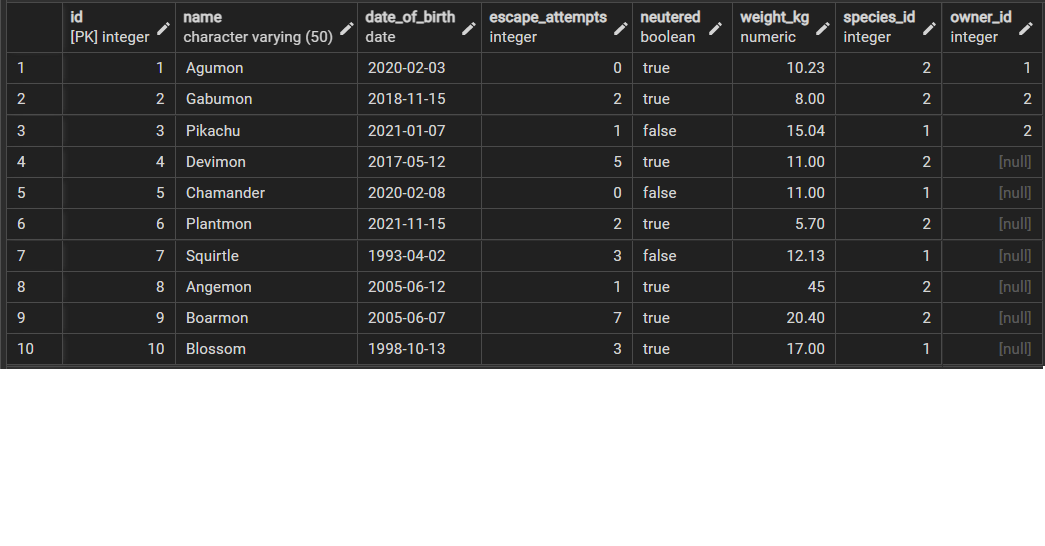 id name date_of_birth escape_attempts neutered weight_kg species_id owner_id
[PK] integer character varying (50) date integer boolean numeric integer integer
1 1 Agumon 2020-02-03 0 true 10.23 2 1
2 2 Gabumon 2018-11-15 2 true 8.00 2 2
3 3 Pikachu 2021-01-07 1 false 15.04 1 2
4 4 Devimon 2017-05-12 5 true 11.00 2 [null]
5 5 Chamander 2020-02-08 0 false 11.00 1 [null]
6 6 Plantmon 2021-11-15 2 true 5.70 2 [null]
7 7 Squirtle 1993-04-02 3 false 12.13 1 [null]
8 8 Angemon 2005-06-12 1 true 45 2 [null]
9 9 Boarmon 2005-06-07 7 true 20.40 2 [null]
10 10 Blossom 1998-10-13 3 true 17.00 1 [null]